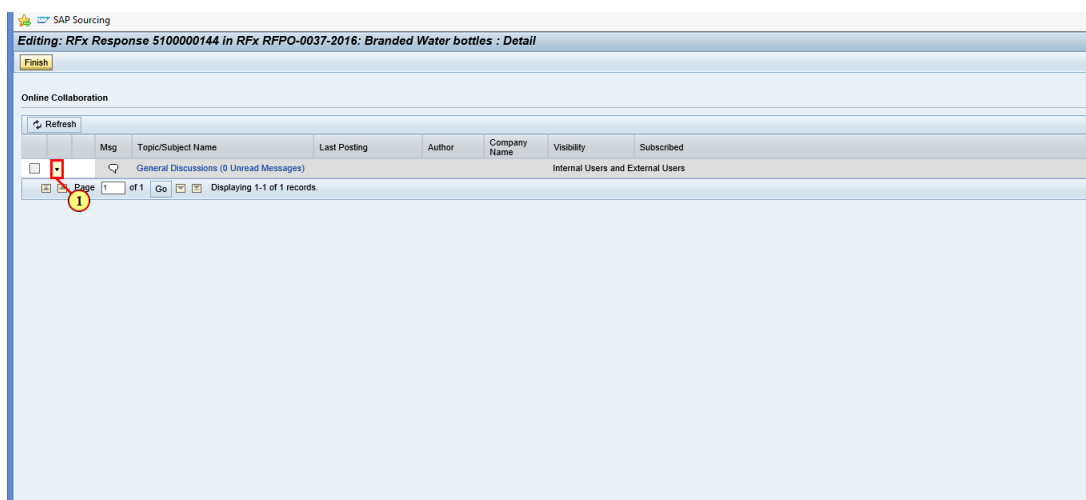 SAP Sourcing
Editing: RFx Response 5100000144 in RFx RFPO-0037-2016: Branded Water bottles : Detail
Finish
Online Collaboration
Refresh
Msg Topic/Subject Name Last Posting Author Company Name Visibility Subscribed
General Discussions (0 Unread Messages) Internal Users and External Users
Page 1 of 1 Go Displaying 1-1 of 1 records.
1